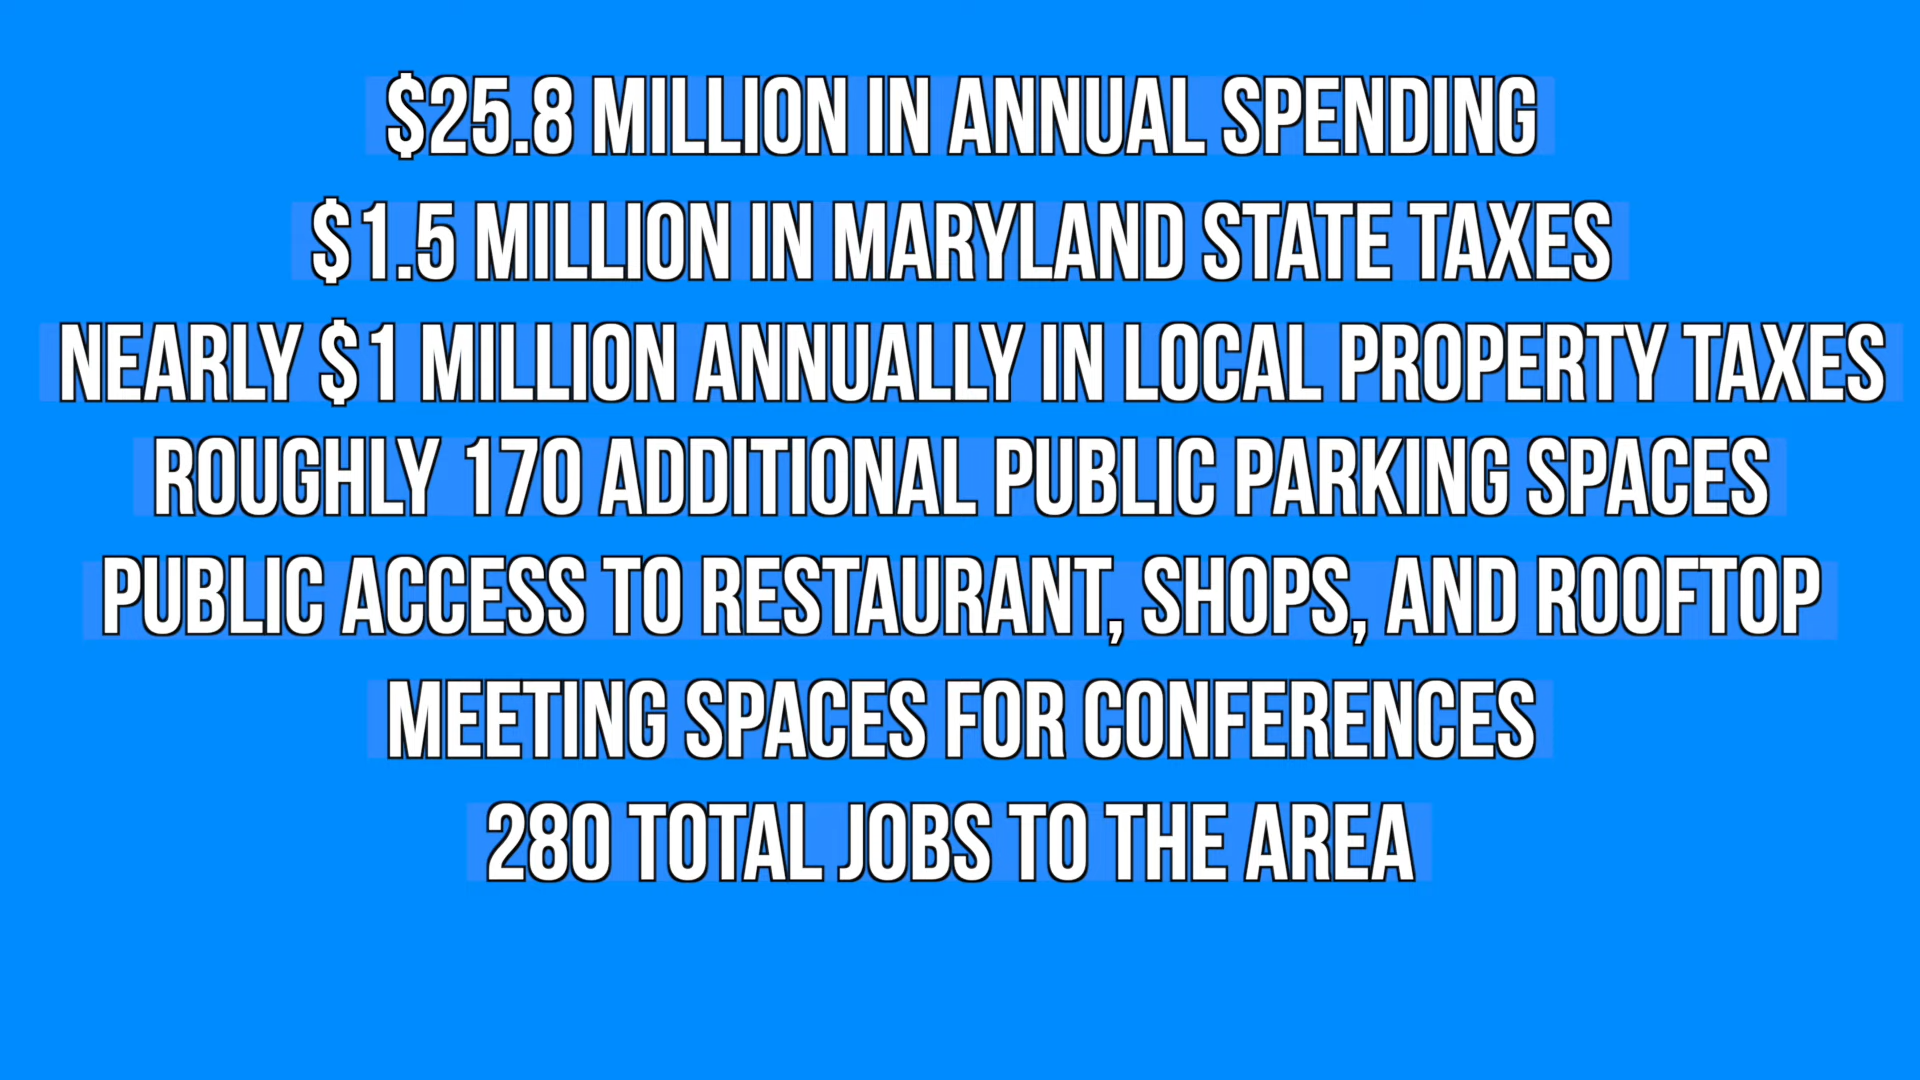 $25.8 MILLION IN ANNUAL SPENDING
$1.5 MILLION IN MARYLAND STATE TAXES
NEARLY $1 MILLION ANNUALLY IN LOCAL PROPERTY TAXES
ROUGHLY 170 ADDITIONAL PUBLIC PARKING SPACES
PUBLIC ACCESS TO RESTAURANT, SHOPS, AND ROOFTOP
MEETING SPACES FOR CONFERENCES
280 TOTAL JOBS TO THE AREA